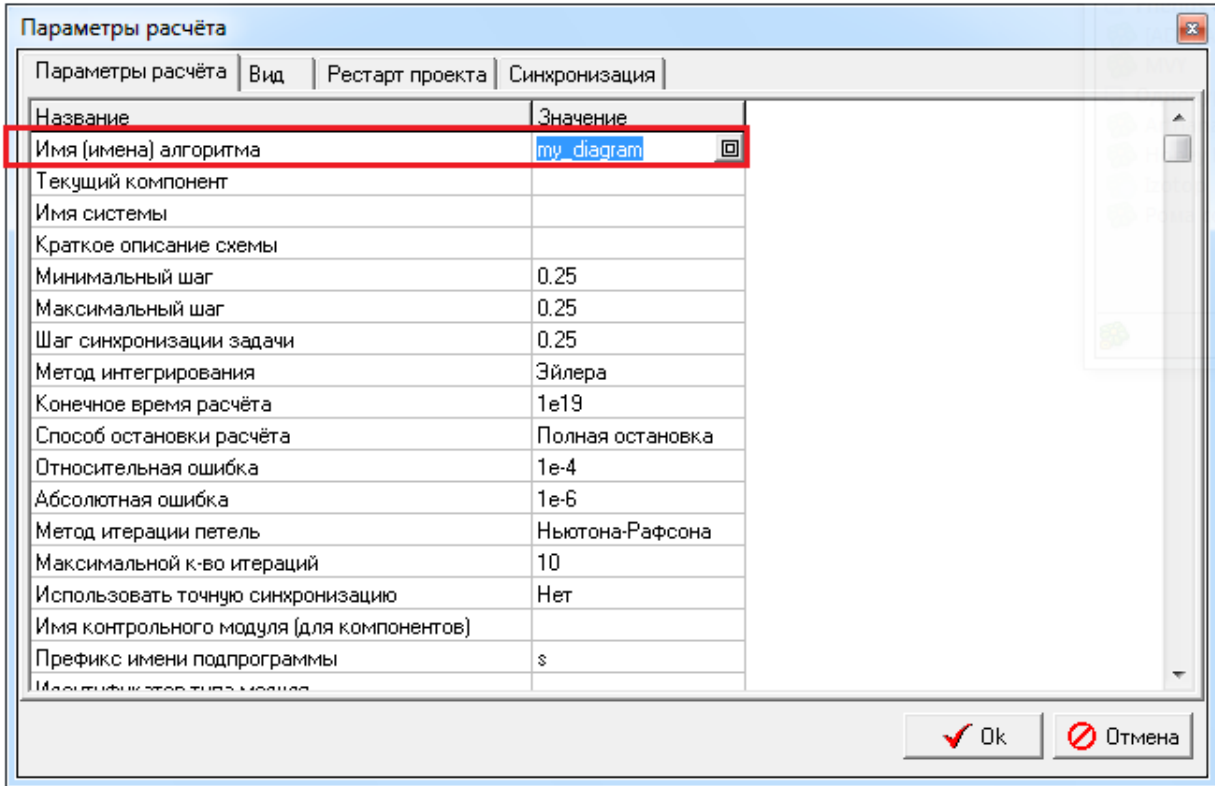 Параметры расчёта
Параметры расчёта Вид Рестарт проекта Синхронизация
Название Значение
Имя (имена) алгоритма my_diagram
Текущий компонент
Имя системы
Краткое описание схемы
Минимальный шаг 0.25
Максимальный шаг 0.25
Шаг синхронизации задачи 0.25
Метод интегрирования Эйлера
Конечное время расчёта 1e19
Способ остановки расчёта Полная остановка
Относительная ошибка 1e-4
Абсолютная ошибка 1e-6
Метод итерации петель Ньютона-Рафсона
Максимальной к-во итераций 10
Использовать точную синхронизацию Нет
Имя контрольного модуля (для компонентов)
Префикс имени подпрограммы s
Идентификатор типа модуля
Ok Отмена